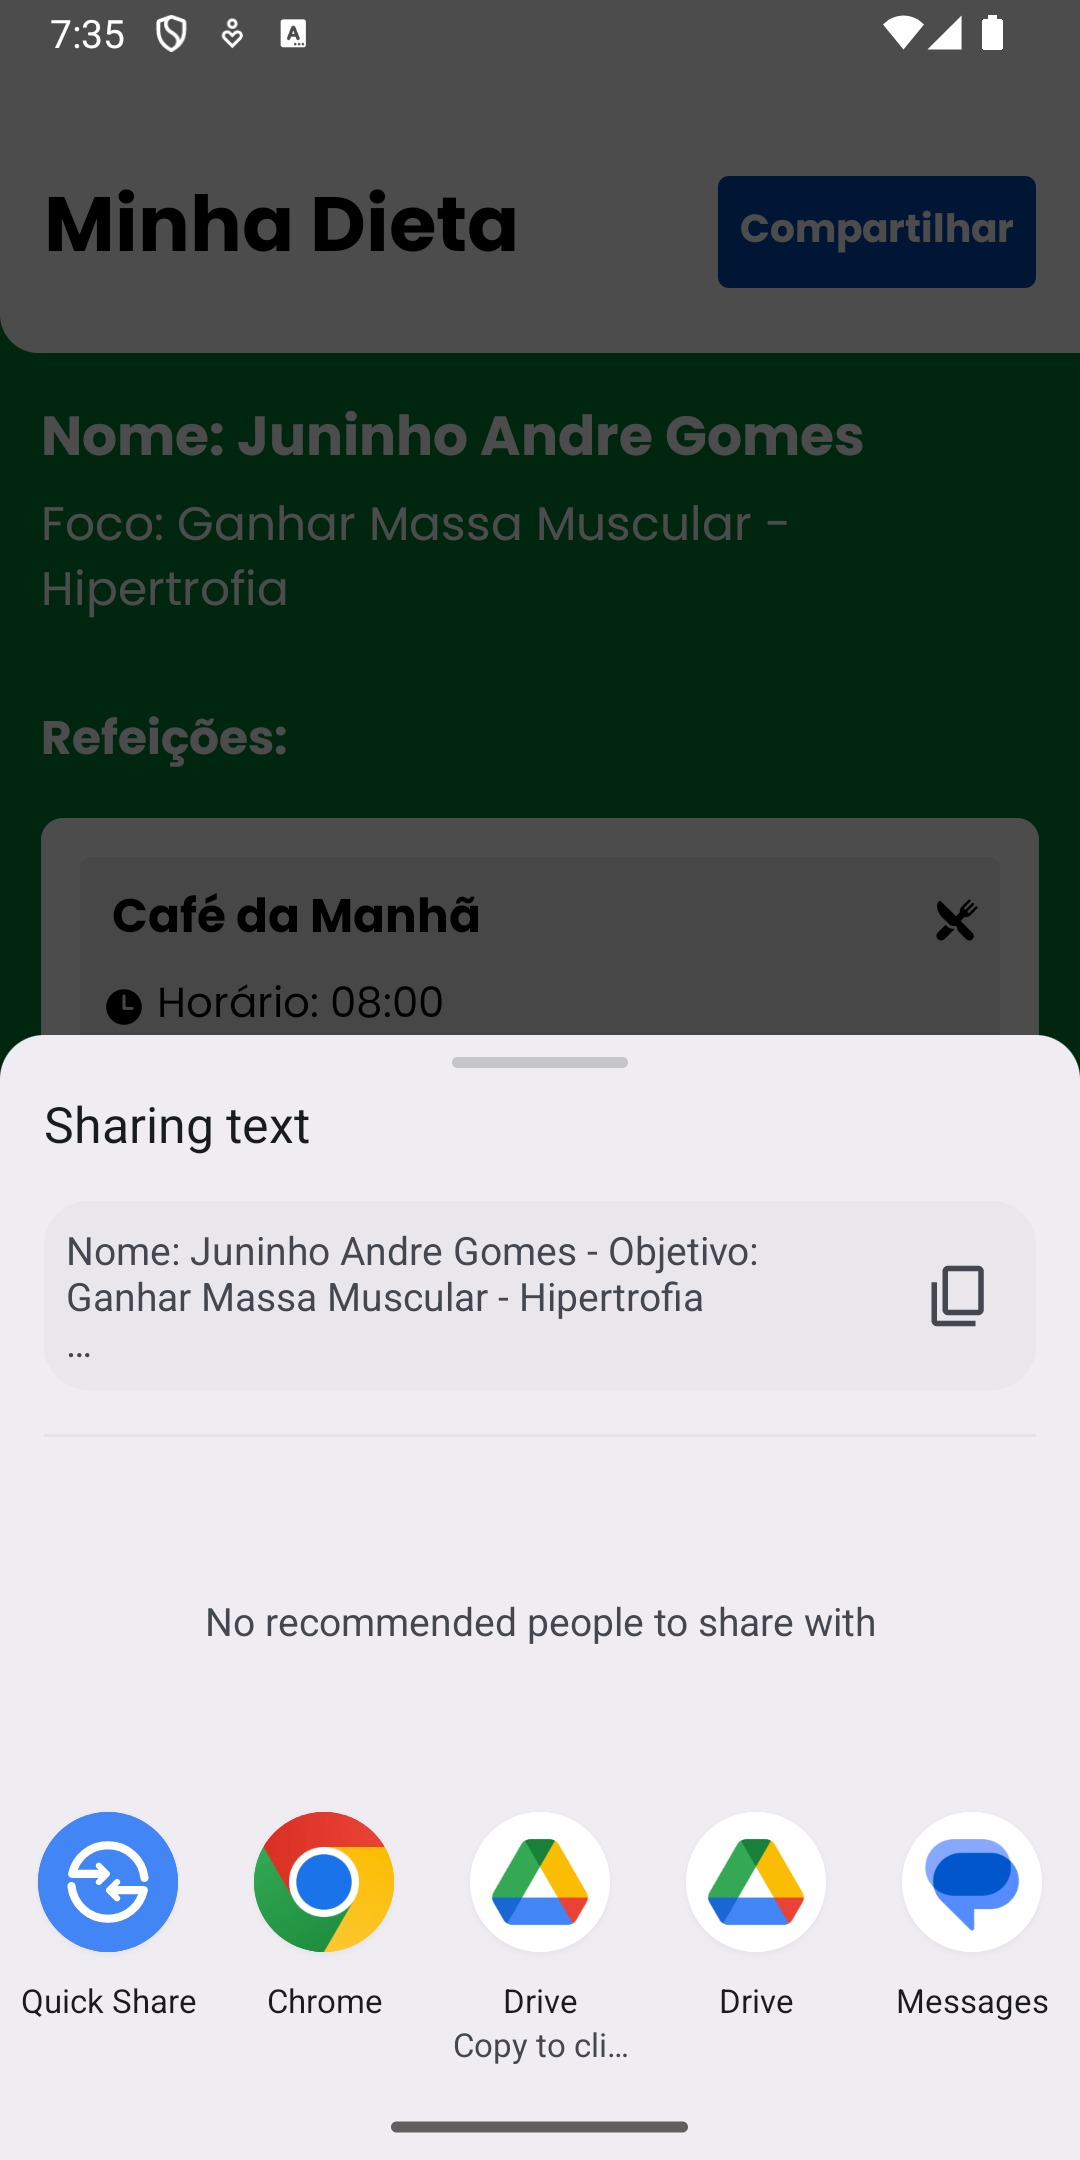 7:35
Minha Dieta
Compartilhar
Nome: Juninho Andre Gomes
Foco: Ganhar Massa Muscular -
Hipertrofia
Refeições:
Café da Manhã
Horário: 08:00
Sharing text
Nome: Juninho Andre Gomes - Objetivo:
Ganhar Massa Muscular - Hipertrofia
...
No recommended people to share with
Quick Share
Chrome
Drive
Copy to cli...
Drive
Messages